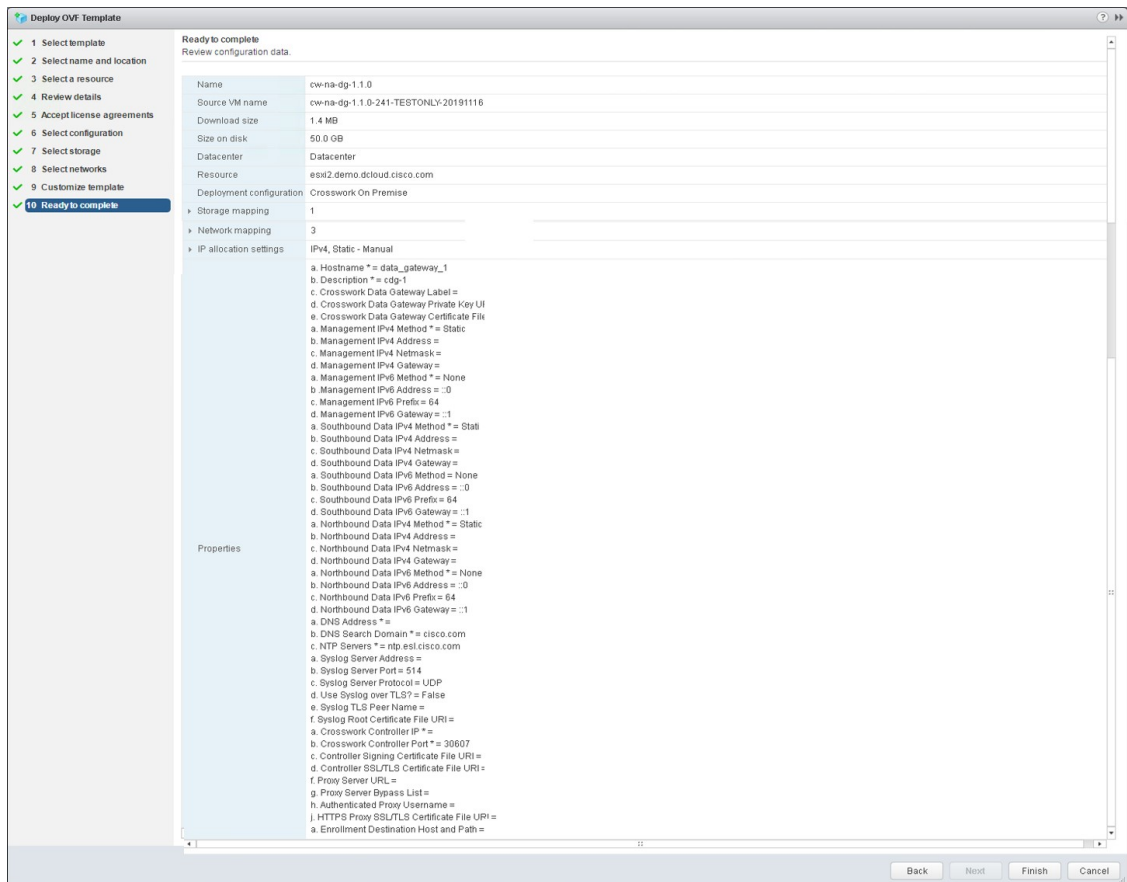 Deploy OVF Template
1 Select template
2 Select name and location
3 Select a resource
4 Review details
5 Accept license agreements
6 Select configuration
7 Select storage
8 Select networks
9 Customize template
10 Ready to complete
Ready to complete
Review configuration data.
Name cw-na-dg-1.1.0
Source VM name cw-na-dg-1.1.0-241-TESTONLY-20191116
Download size 1.4 MB
Size on disk 50.0 GB
Datacenter Datacenter
Resource esxi2.demo.dcloud.cisco.com
Deployment configuration Crosswork On Premise
Storage mapping 1
Network mapping 3
IP allocation settings IPv4, Static - Manual
Properties
a. Hostname * = data_gateway_1
b. Description * = cdg-1
c. Crosswork Data Gateway Label =
d. Crosswork Data Gateway Private Key UI
e. Crosswork Data Gateway Certificate File
a. Management IPv4 Method * = Static
b. Management IPv4 Address =
c. Management IPv4 Netmask =
d. Management IPv4 Gateway =
a. Management IPv6 Method * = None
b .Management IPv6 Address = ::0
c. Management IPv6 Prefix = 64
d. Management IPv6 Gateway = ::1
a. Southbound Data IPv4 Method * = Stati
b. Southbound Data IPv4 Address =
c. Southbound Data IPv4 Netmask =
d. Southbound Data IPv4 Gateway =
a. Southbound Data IPv6 Method = None
b. Southbound Data IPv6 Address = ::0
c. Southbound Data IPv6 Prefix = 64
d. Southbound Data IPv6 Gateway = ::1
a. Northbound Data IPv4 Method * = Static
b. Northbound Data IPv4 Address =
c. Northbound Data IPv4 Netmask =
d. Northbound Data IPv4 Gateway =
a. Northbound Data IPv6 Method * = None
b. Northbound Data IPv6 Address = ::0
c. Northbound Data IPv6 Prefix = 64
d. Northbound Data IPv6 Gateway = ::1
a. DNS Address * =
b. DNS Search Domain * = cisco.com
c. NTP Servers * = ntp.esl.cisco.com
a. Syslog Server Address =
b. Syslog Server Port = 514
c. Syslog Server Protocol = UDP
d. Use Syslog over TLS? = False
e. Syslog TLS Peer Name =
f. Syslog Root Certificate File URI =
a. Crosswork Controller IP * =
b. Crosswork Controller Port * = 30607
c. Controller Signing Certificate File URI =
d. Controller SSL/TLS Certificate File URI =
f. Proxy Server URL =
g. Proxy Server Bypass List =
h. Authenticated Proxy Username =
j. HTTPS Proxy SSL/TLS Certificate File URI =
a. Enrollment Destination Host and Path =
Back Next Finish Cancel